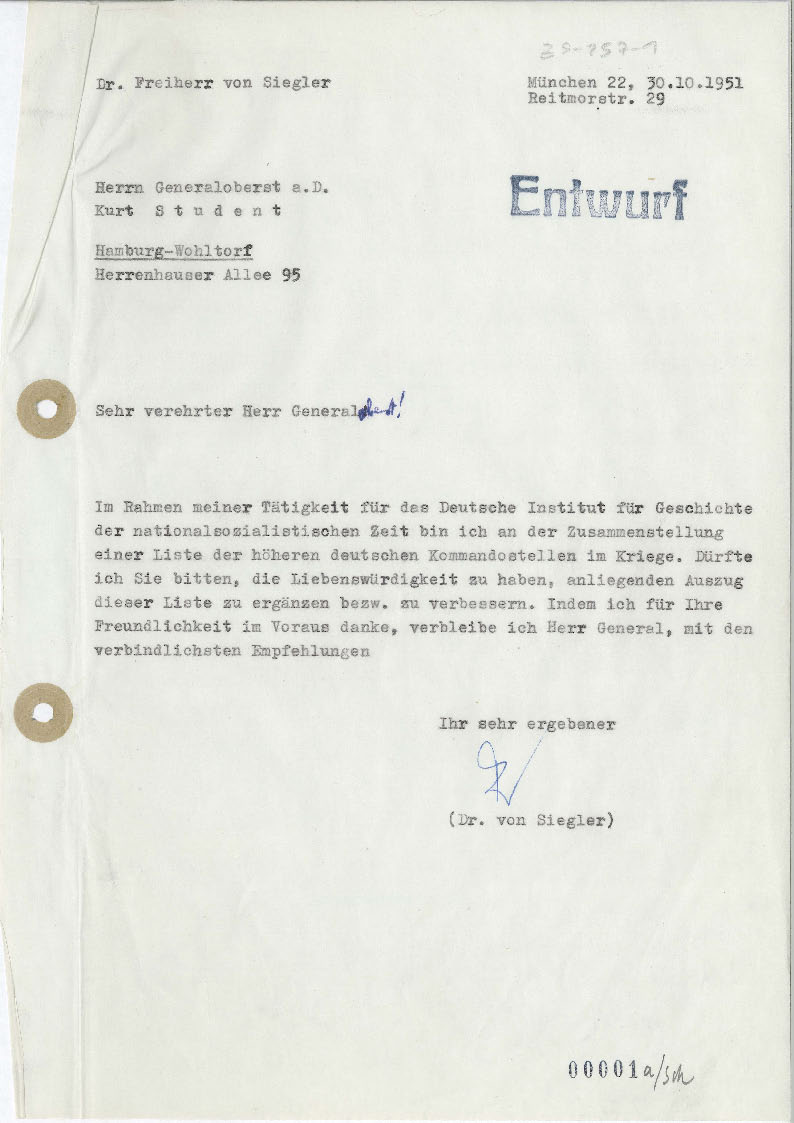 ZS-257-1
Dr. Freiherr von Siegler
München 22, 30.10.1951
Reitmorstr. 29
Herrn Generaloberst a.D.
Kurt S t u d e n t
Entwurf
Hamburg-Wohltorf
Herrenhauser Allee 95
Sehr verehrter Herr Generaloberst!
Im Rahmen meiner Tätigkeit für das Deutsche Institut für Geschichte
der nationalsozialistischen Zeit bin ich an der Zusammenstellung
einer Liste der höheren deutschen Kommandostellen im Kriege. Dürfte
ich Sie bitten, die Liebenswürdigkeit zu haben, anliegenden Auszug
dieser Liste zu ergänzen bezw. zu verbessern. Indem ich für Ihre
Freundlichkeit im Voraus danke, verbleibe ich Herr General, mit den
verbindlichsten Empfehlungen
Ihr sehr ergebener
(Dr. von Siegler)
00001 a/sch